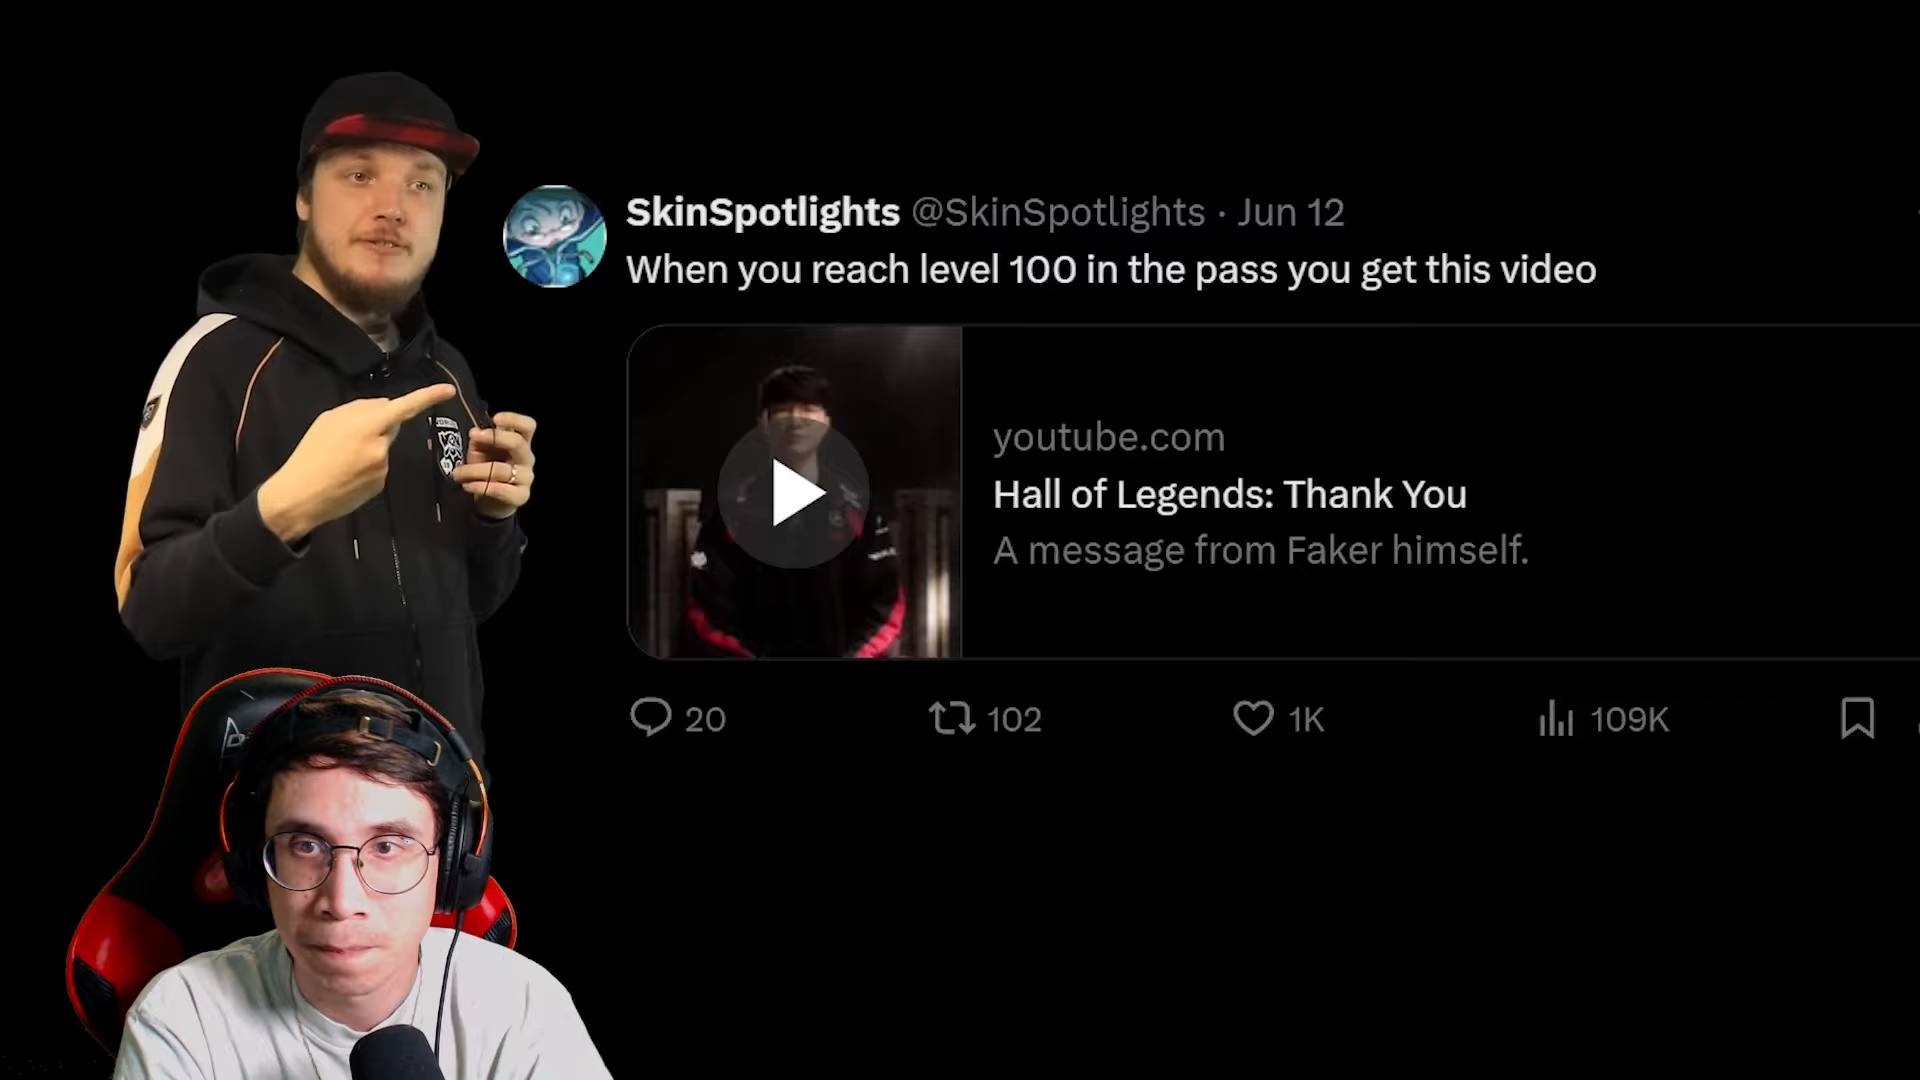 SkinSpotlights @SkinSpotlights · Jun 12
When you reach level 100 in the pass you get this video
youtube.com
Hall of Legends: Thank You
A message from Faker himself.
20 102 1K 109K